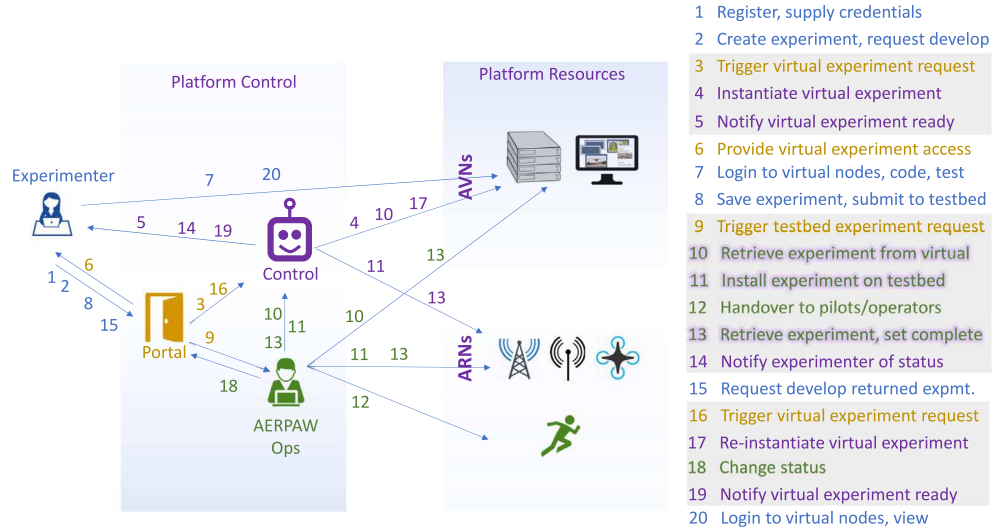 Platform Control
Platform Resources
Experimenter
7
20
AVNs
5
14
19
4
10
17
Control
13
11
13
6
1
2
8
15
3
16
10
11
13
10
Portal
9
18
11
13
12
ARNs
AERPAW
Ops
1 Register, supply credentials
2 Create experiment, request develop
3 Trigger virtual experiment request
4 Instantiate virtual experiment
5 Notify virtual experiment ready
6 Provide virtual experiment access
7 Login to virtual nodes, code, test
8 Save experiment, submit to testbed
9 Trigger testbed experiment request
10 Retrieve experiment from virtual
11 Install experiment on testbed
12 Handover to pilots/operators
13 Retrieve experiment, set complete
14 Notify experimenter of status
15 Request develop returned expmt.
16 Trigger virtual experiment request
17 Re-instantiate virtual experiment
18 Change status
19 Notify virtual experiment ready
20 Login to virtual nodes, view